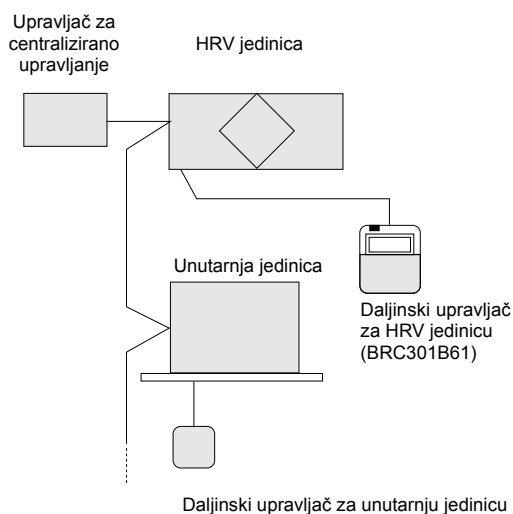 Upravljač za
centralizirano
upravljanje
HRV jedinica
Unutarnja jedinica
Daljinski upravljač
za HRV jedinicu
(BRC301B61)
Daljinski upravljač za unutarnju jedinicu